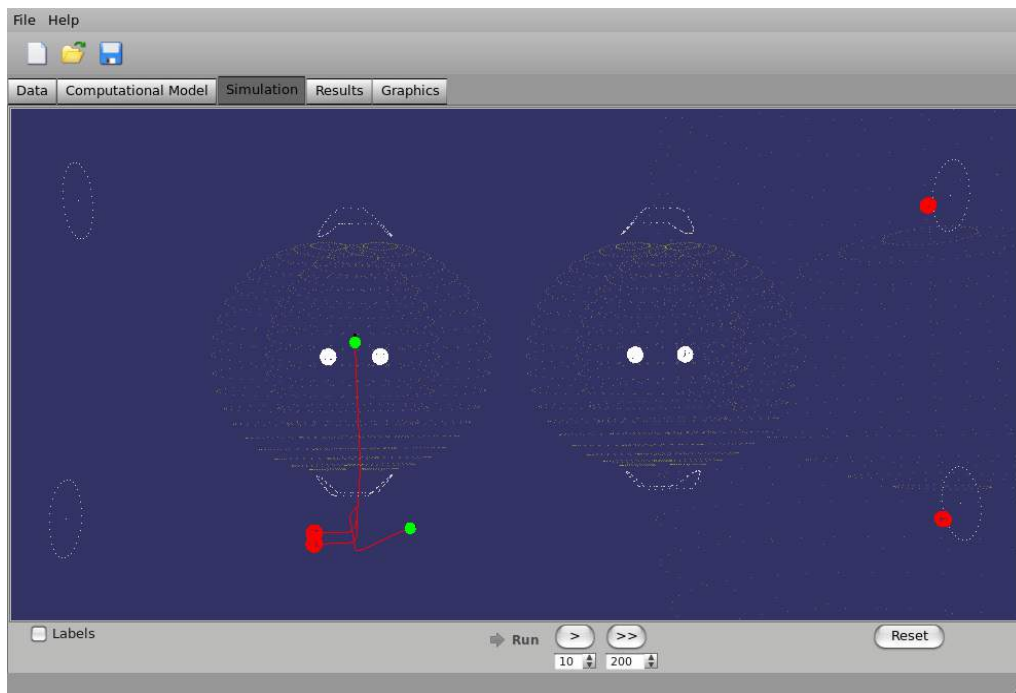 File Help
Data Computational Model Simulation Results Graphics
Labels
Run > >> Reset
10 200